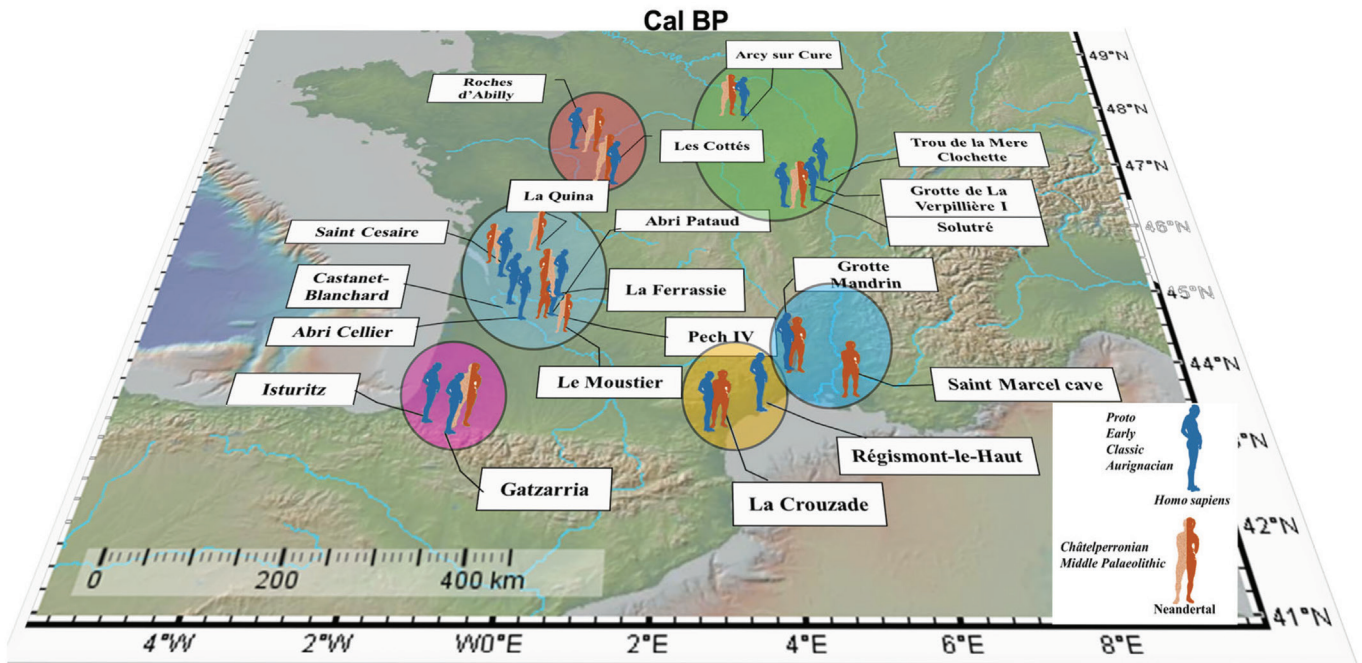 Cal BP
Arcy sur Cure
49°N
Roches
d'Abilly
48°N
Les Cottés
Trou de la Mere
Clochette
47°N
La Quina
Grotte de La
Verpillière I
Abri Pataud
Solutré
46°N
Saint Cesaire
Grotte
Mandrin
Castanet-
Blanchard
La Ferrassie
45°N
Abri Cellier
Pech IV
44°N
Isturitz
Le Moustier
Saint Marcel cave
Proto
Early
Classic
Aurignacian
Régismont-le-Haut
Gatzarria
La Crouzade
Homo sapiens
42°N
Châtelperronian
Middle Palaeolithic
0 200 400 km
Neandertal
41°N
4°W 2°W W0°E 2°E 4°E 6°E 8°E